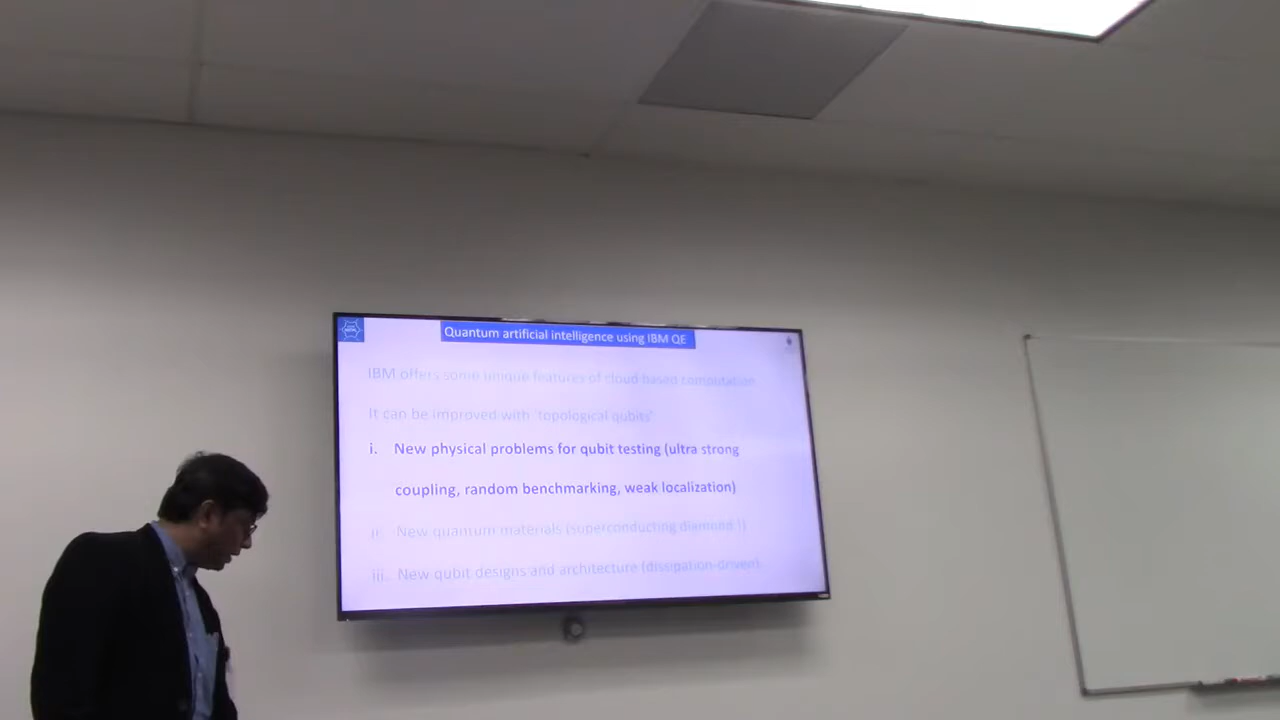 Quantum artificial intelligence using IBM QE
IBM offers some unique features of cloud based computation
It can be improved with 'topological qubits'
i. New physical problems for qubit testing (ultra strong
coupling, random benchmarking, weak localization)
ii. New quantum materials (superconducting diamond !)
iii. New qubit designs and architecture (dissipation-driven)